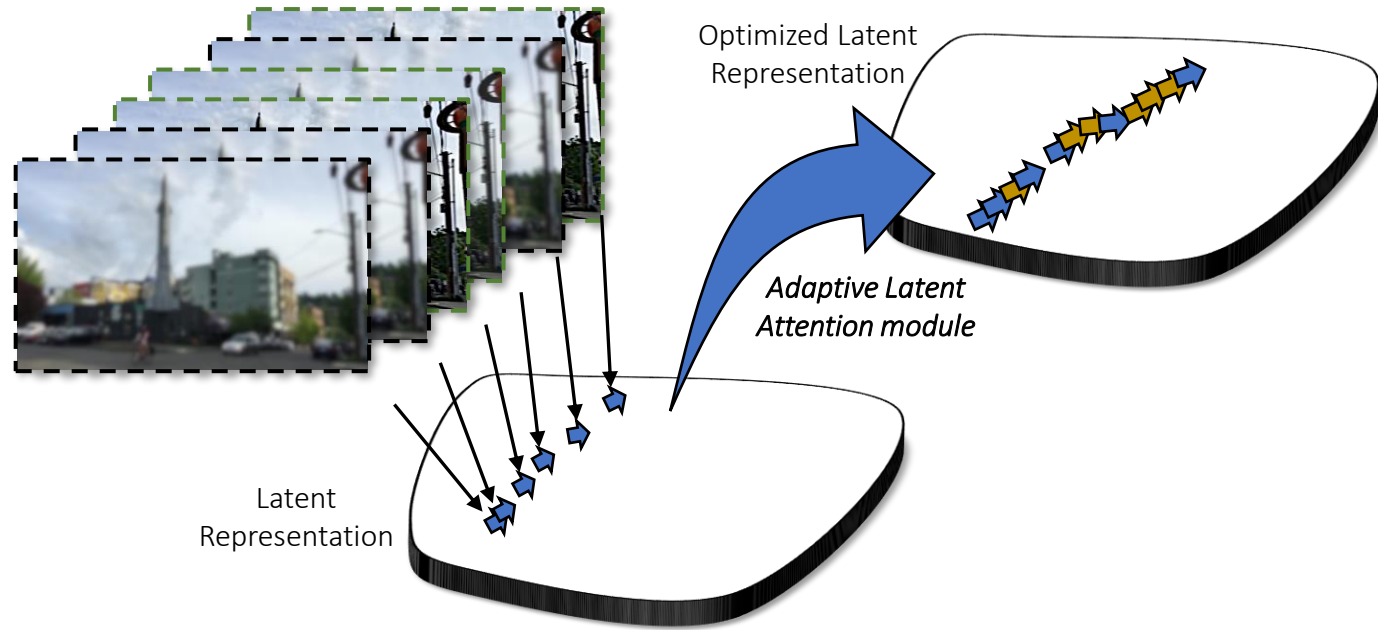 Optimized Latent
Representation
Adaptive Latent
Attention module
Latent
Representation